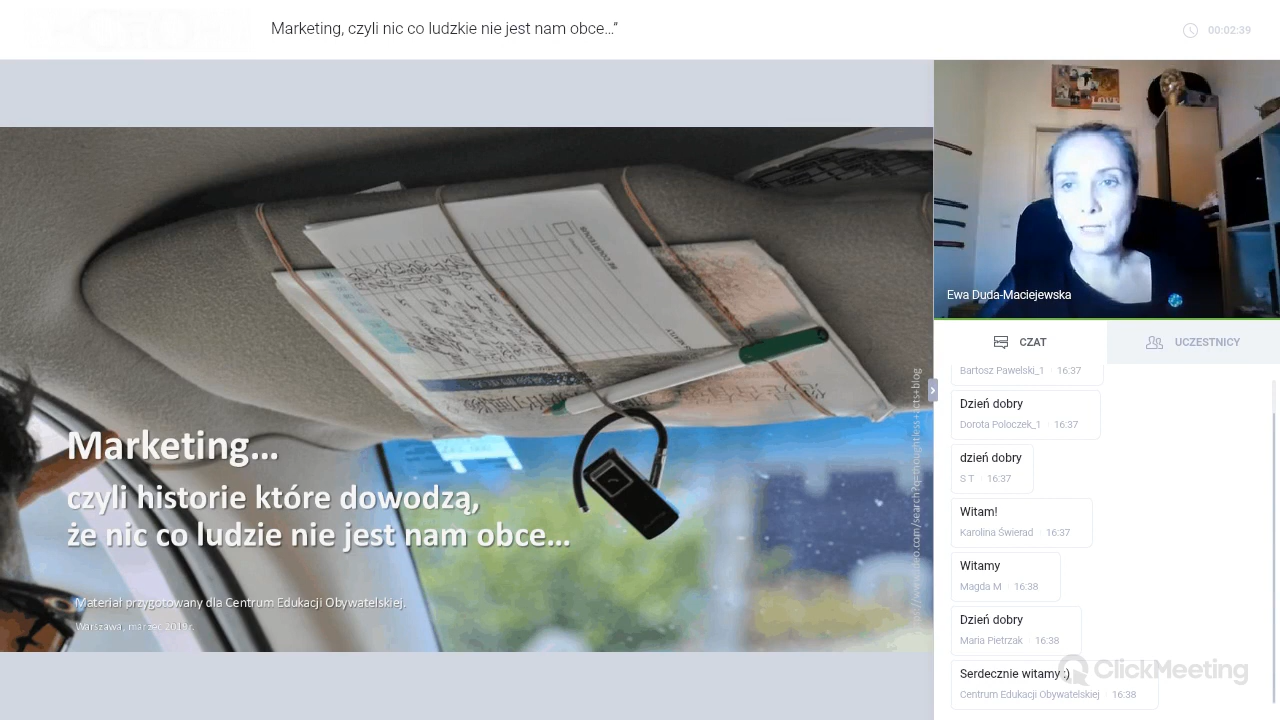 Marketing, czyli nic co ludzkie nie jest nam obce..."
00:02:39
Marketing...
czyli historie które dowodzą,
że nic co ludzie nie jest nam obce...
Materiał przygotowany dla Centrum Edukacji Obywatelskiej.
Warszawa, marzec 2019r.
Ewa Duda-Maciejewska
CZAT
UCZESTNICY
Bartosz Pawelski_1 16:37
Dzień dobry
Dorota Poloczek_1 16:37
dzień dobry
S T 16:37
Witam!
Karolina Świerad 16:37
Witamy
Magda M 16:38
Dzień dobry
Maria Pietrzak 16:38
Serdecznie witamy :)
Centrum Edukacji Obywatelskiej 16:38
ClickMeeting